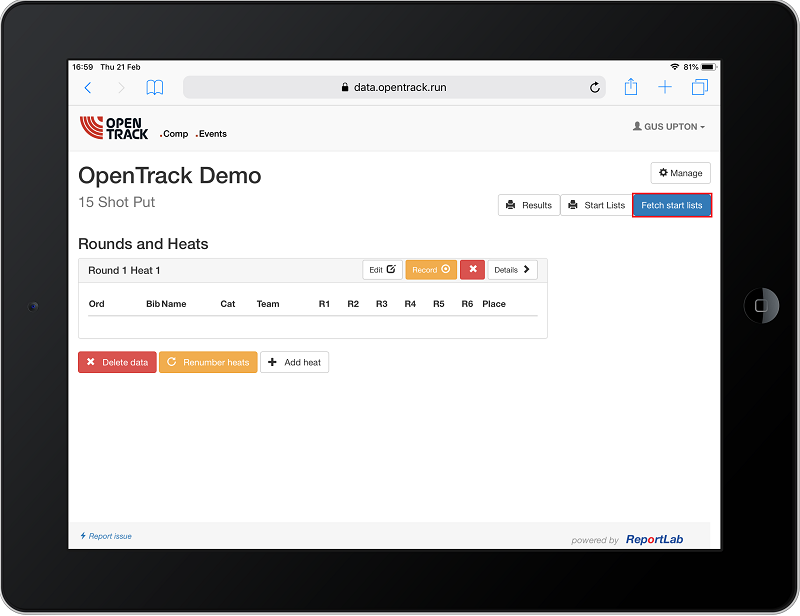 16:59 Thu 21 Feb 81%
data.opentrack.run
OPEN TRACK .Comp .Events GUS UPTON
OpenTrack Demo
Manage
15 Shot Put
Results Start Lists Fetch start lists
Rounds and Heats
Round 1 Heat 1 Edit Record Details
Ord Bib Name Cat Team R1 R2 R3 R4 R5 R6 Place
Delete data Renumber heats Add heat
Report issue powered by ReportLab